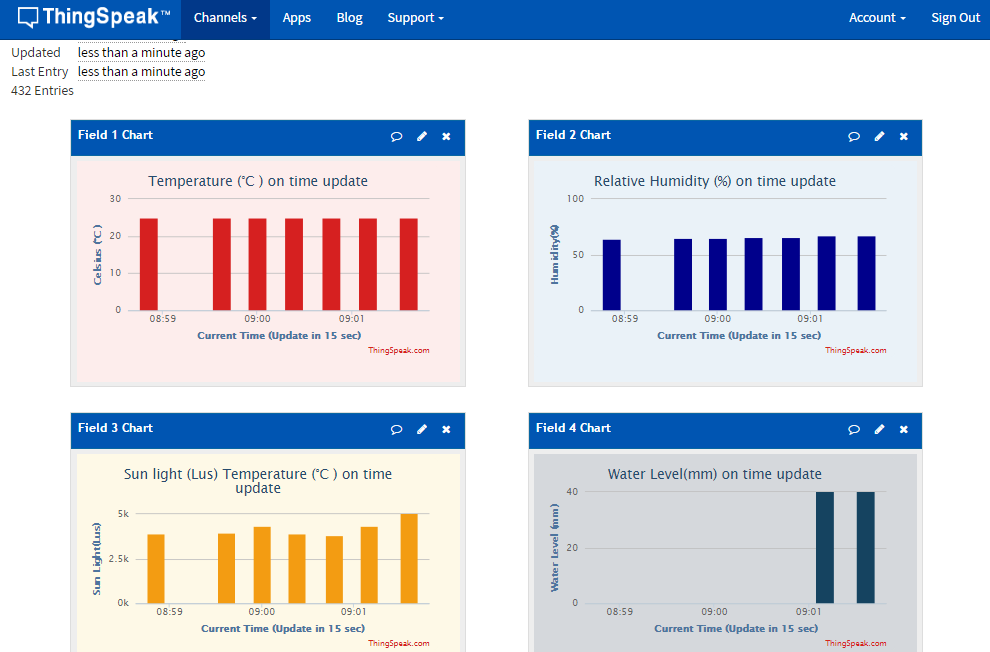 ThingSpeak™ Channels Apps Blog Support Account Sign Out
Updated less than a minute ago
Last Entry less than a minute ago
432 Entries
Field 1 Chart
Temperature (°C ) on time update
Celsius (°C)
30
20
10
0
08:59 09:00 09:01
Current Time (Update in 15 sec)
ThingSpeak.com
Field 2 Chart
Relative Humidity (%) on time update
Humidity(%)
100
50
0
08:59 09:00 09:01
Current Time (Update in 15 sec)
ThingSpeak.com
Field 3 Chart
Sun light (Lus) Temperature (°C ) on time
update
Sun Light(Lus)
5k
2.5k
0k
08:59 09:00 09:01
Current Time (Update in 15 sec)
ThingSpeak.com
Field 4 Chart
Water Level(mm) on time update
Water Level (mm)
40
20
0
08:59 09:00 09:01
Current Time (Update in 15 sec)
ThingSpeak.com